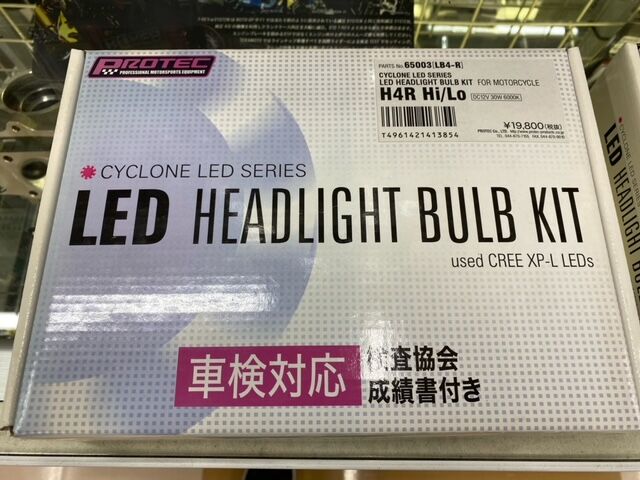 PROTEC
PROFESSIONAL MOTORSPORTS EQUIPMENT
PARTS No. 65003 [LB4-R]
CYCLONE LED SERIES
LED HEADLIGHT BULB KIT FOR MOTORCYCLE
H4R Hi/Lo DC12V 30W 6000K
¥19,800(税抜)
T4961421413854
CYCLONE LED SERIES
LED HEADLIGHT BULB KIT
used CREE XP-L LEDs
車検対応
検査協会
成績書付き